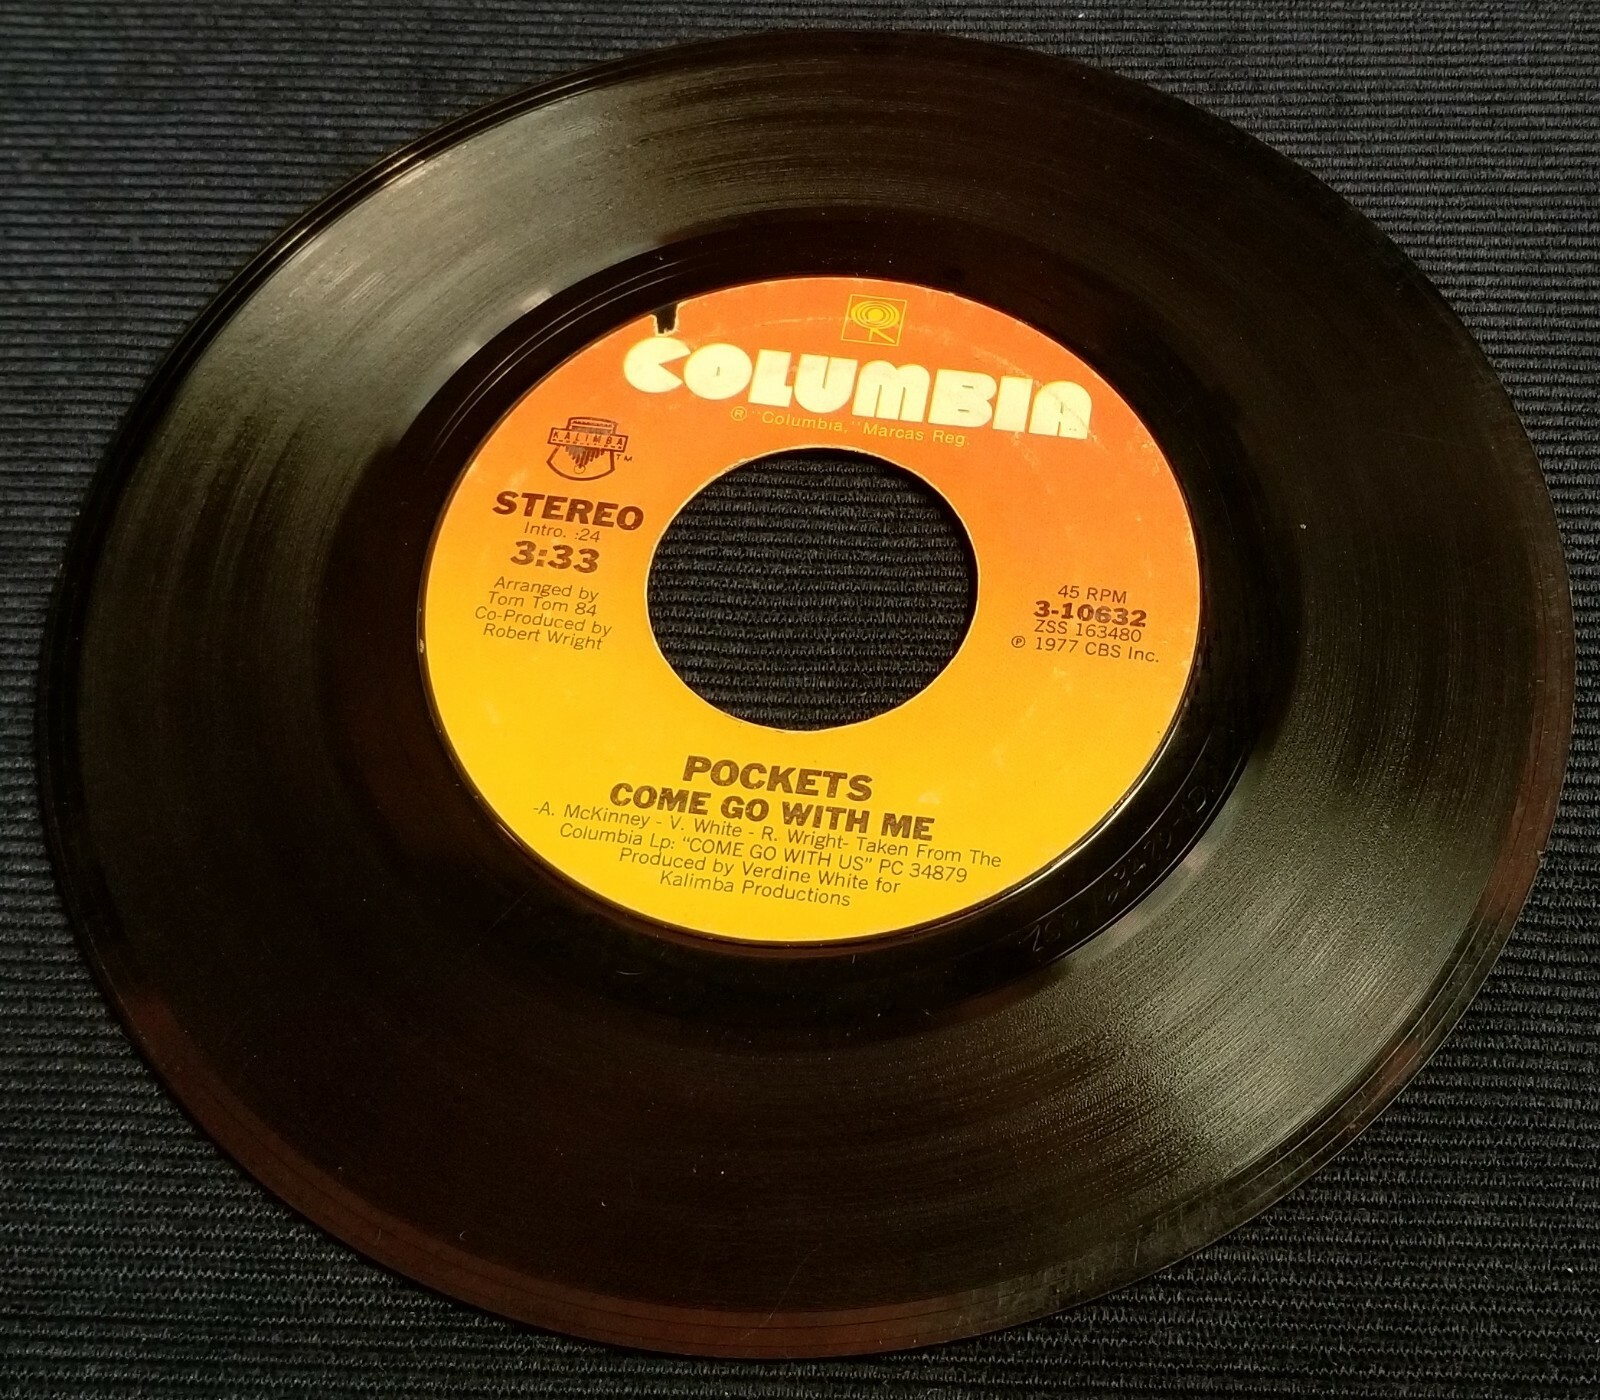 COLUMBIA
® "Columbia," Marcas Reg.
KALIMBA
TM
STEREO
Intro. :24
3:33
Arranged by
Tom Tom 84
Co-Produced by
Robert Wright
45 RPM
3-10632
ZSS 163480
℗ 1977 CBS Inc.
POCKETS
COME GO WITH ME
-A. McKinney - V. White - R. Wright- Taken From The
Columbia Lp: "COME GO WITH US" PC 34879
Produced by Verdine White for
Kalimba Productions